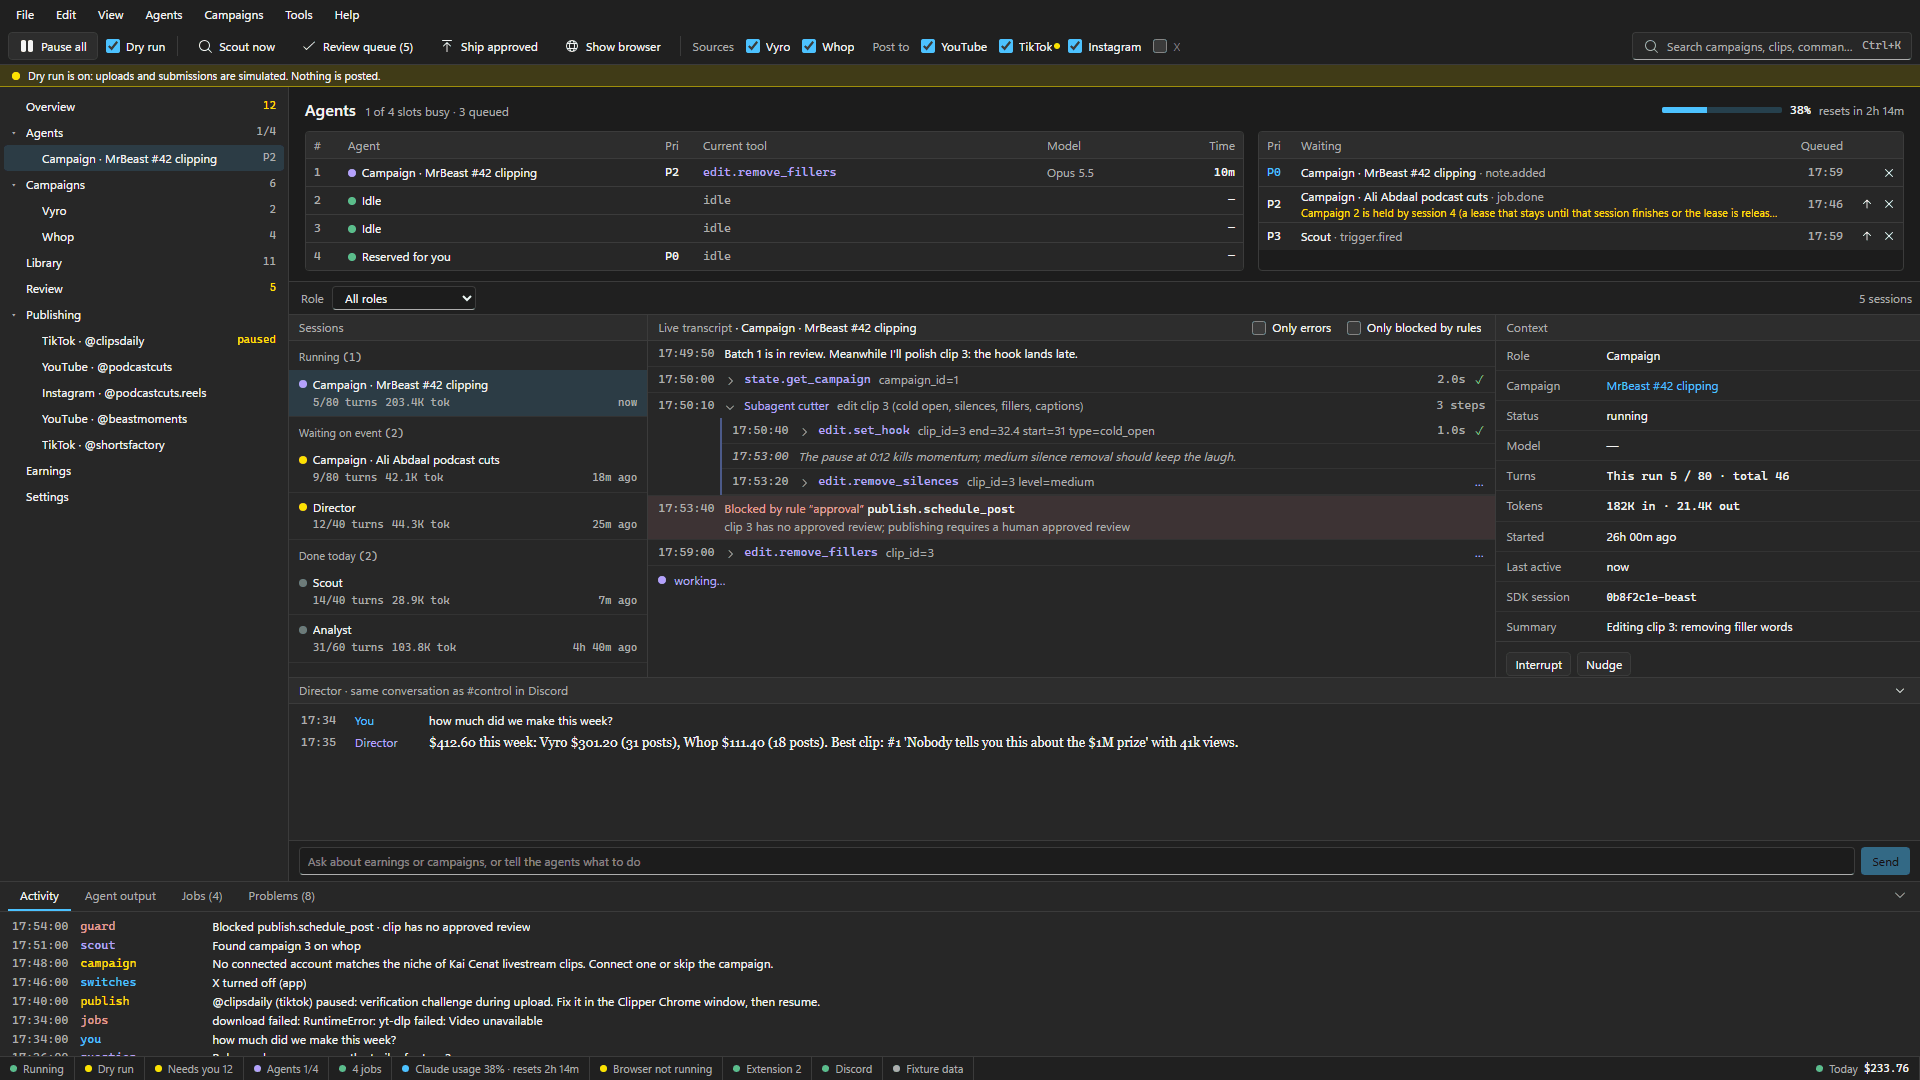 File Edit View Agents Campaigns Tools Help
Pause all Dry run Scout now Review queue (5) Ship approved Show browser Sources Vyro Whop Post to YouTube TikTok Instagram X Search campaigns, clips, comman... Ctrl+K
Dry run is on: uploads and submissions are simulated. Nothing is posted.
Overview 12
Agents 1/4
Campaign · MrBeast #42 clipping P2
Campaigns 6
Vyro 2
Whop 4
Library 11
Review 5
Publishing
TikTok · @clipsdaily paused
YouTube · @podcastcuts
Instagram · @podcastcuts.reels
YouTube · @beastmoments
TikTok · @shortsfactory
Earnings
Settings
Agents 1 of 4 slots busy · 3 queued
38% resets in 2h 14m
# Agent Pri Current tool Model Time
1 Campaign · MrBeast #42 clipping P2 edit.remove_fillers Opus 5.5 10m
2 Idle idle —
3 Idle idle —
4 Reserved for you P0 idle —
Pri Waiting Queued
P0 Campaign · MrBeast #42 clipping · note.added 17:59
P2 Campaign · Ali Abdaal podcast cuts · job.done 17:46
Campaign 2 is held by session 4 (a lease that stays until that session finishes or the lease is releas...
P3 Scout · trigger.fired 17:59
Role All roles 5 sessions
Sessions
Running (1)
Campaign · MrBeast #42 clipping
5/80 turns 203.4K tok now
Waiting on event (2)
Campaign · Ali Abdaal podcast cuts
9/80 turns 42.1K tok 18m ago
Director
12/40 turns 44.3K tok 25m ago
Done today (2)
Scout
14/40 turns 28.9K tok 7m ago
Analyst
31/60 turns 103.8K tok 4h 40m ago
Live transcript · Campaign · MrBeast #42 clipping Only errors Only blocked by rules
17:49:50 Batch 1 is in review. Meanwhile I'll polish clip 3: the hook lands late.
17:50:00 state.get_campaign campaign_id=1 2.0s
17:50:10 Subagent cutter edit clip 3 (cold open, silences, fillers, captions) 3 steps
17:50:40 edit.set_hook clip_id=3 end=32.4 start=31 type=cold_open 1.0s
17:53:00 The pause at 0:12 kills momentum; medium silence removal should keep the laugh.
17:53:20 edit.remove_silences clip_id=3 level=medium ...
17:53:40 Blocked by rule "approval" publish.schedule_post
clip 3 has no approved review; publishing requires a human approved review
17:59:00 edit.remove_fillers clip_id=3 ...
working...
Context
Role Campaign
Campaign MrBeast #42 clipping
Status running
Model —
Turns This run 5 / 80 · total 46
Tokens 182K in · 21.4K out
Started 26h 00m ago
Last active now
SDK session 0b8f2c1e-beast
Summary Editing clip 3: removing filler words
Interrupt Nudge
Director · same conversation as #control in Discord
17:34 You how much did we make this week?
17:35 Director $412.60 this week: Vyro $301.20 (31 posts), Whop $111.40 (18 posts). Best clip: #1 'Nobody tells you this about the $1M prize' with 41k views.
Ask about earnings or campaigns, or tell the agents what to do Send
Activity Agent output Jobs (4) Problems (8)
17:54:00 guard Blocked publish.schedule_post · clip has no approved review
17:51:00 scout Found campaign 3 on whop
17:48:00 campaign No connected account matches the niche of Kai Cenat livestream clips. Connect one or skip the campaign.
17:46:00 switches X turned off (app)
17:40:00 publish @clipsdaily (tiktok) paused: verification challenge during upload. Fix it in the Clipper Chrome window, then resume.
17:34:00 jobs download failed: RuntimeError: yt-dlp failed: Video unavailable
17:34:00 you how much did we make this week?
Running Dry run Needs you 12 Agents 1/4 4 jobs Claude usage 38% · resets 2h 14m Browser not running Extension 2 Discord Fixture data Today $233.76